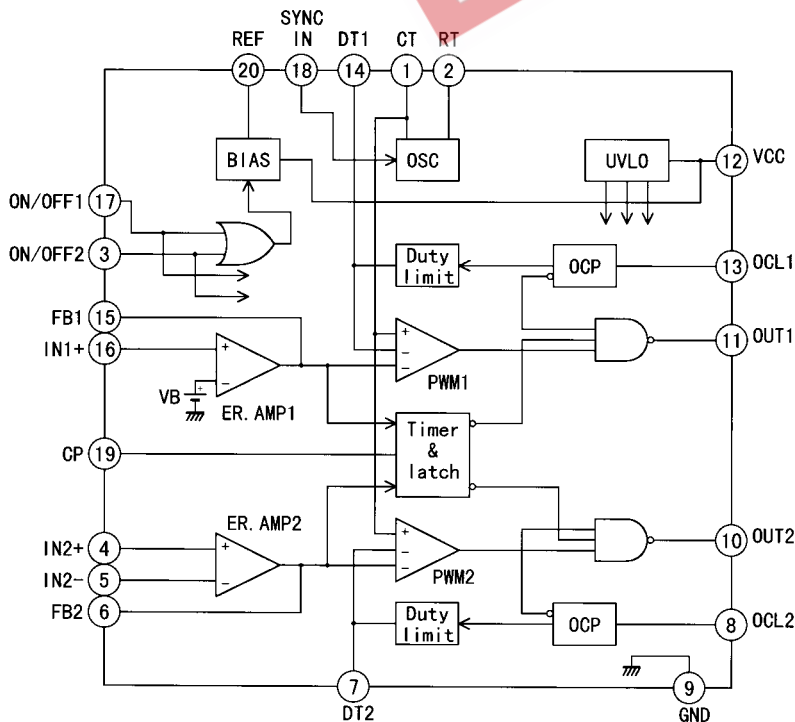 SYNC
REF IN DT1 CT RT
20 18 14 1 2
BIAS OSC UVLO 12 VCC
ON/OFF1 17
ON/OFF2 3
Duty
limit OCP 13 OCL1
FB1 15
IN1+ 16
+ - + - - 11 OUT1
VB + PWM1
ER. AMP1
CP 19 Timer
&
latch
ER. AMP2
IN2+ 4 + + 10 OUT2
IN2- 5 - - - PWM2
FB2 6
Duty
limit OCP 8 OCL2
7 9
DT2 GND